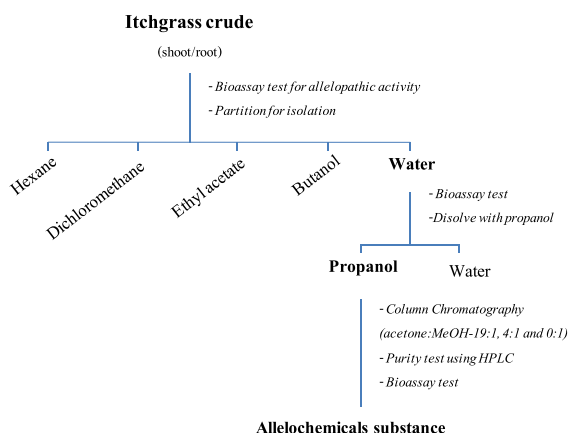 Itchgrass crude
(shoot/root)
- Bioassay test for allelopathic activity
- Partition for isolation
Hexane
Dichloromethane
Ethyl acetate
Butanol
Water
- Bioassay test
-Disolve with propanol
Propanol
Water
- Column Chromatography
(acetone:MeOH-19:1, 4:1 and 0:1)
- Purity test using HPLC
- Bioassay test
Allelochemicals substance